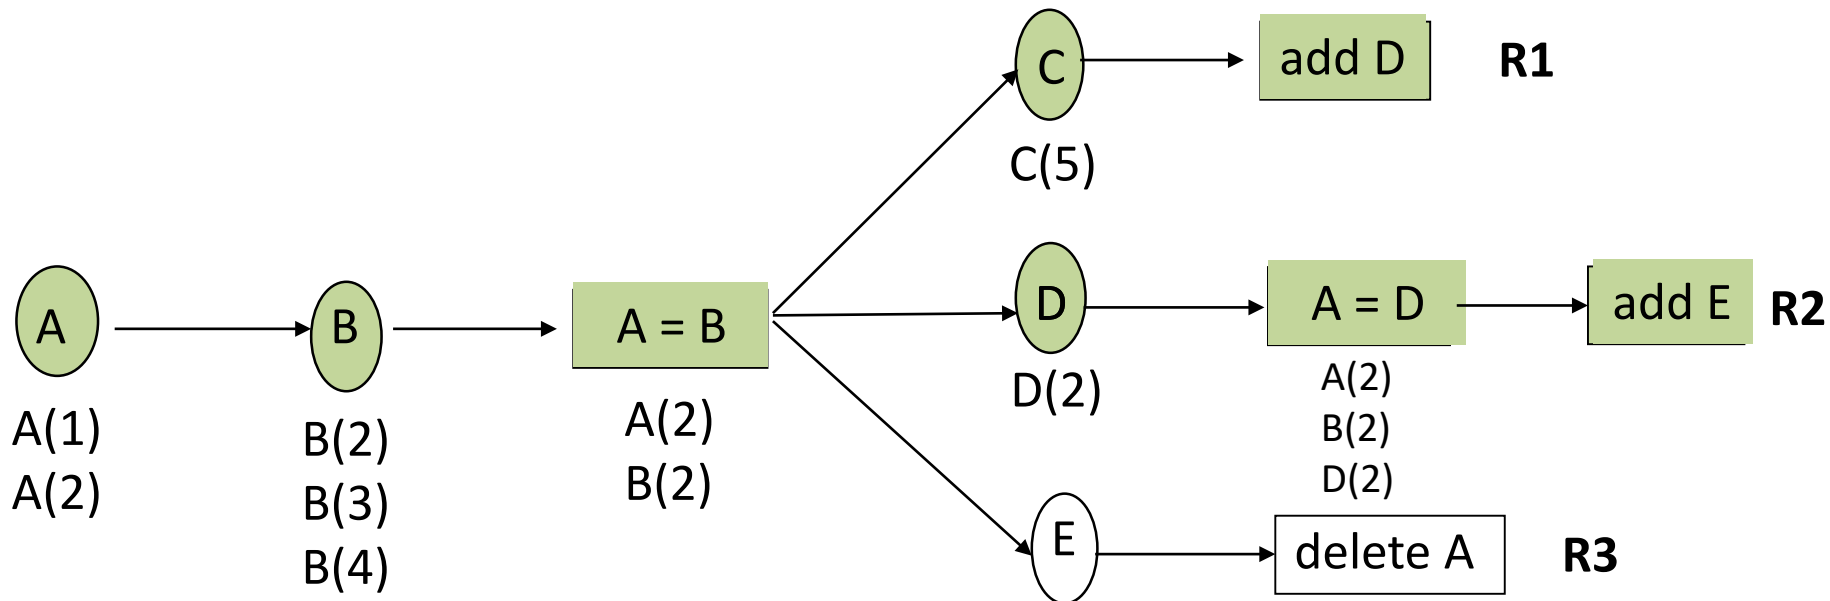 C
add D
R1
C(5)
A
B
A = B
D
A = D
add E
R2
A(1)
A(2)
B(2)
B(3)
B(4)
A(2)
B(2)
D(2)
A(2)
B(2)
D(2)
E
delete A
R3